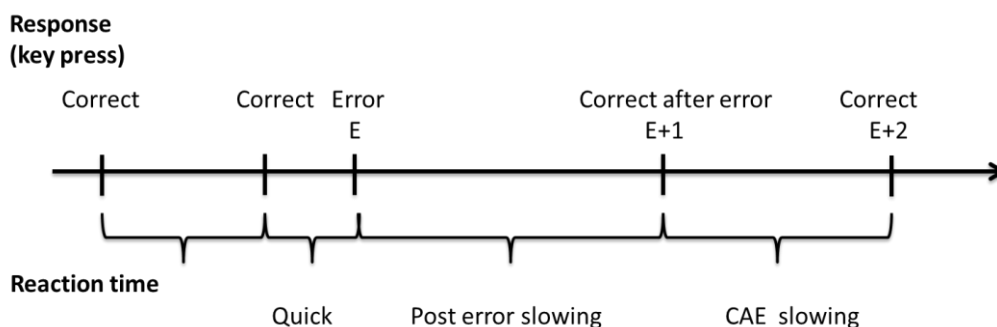 Response
(key press)
Correct Correct Error Correct after error Correct
E E+1 E+2
Reaction time
Quick Post error slowing CAE slowing